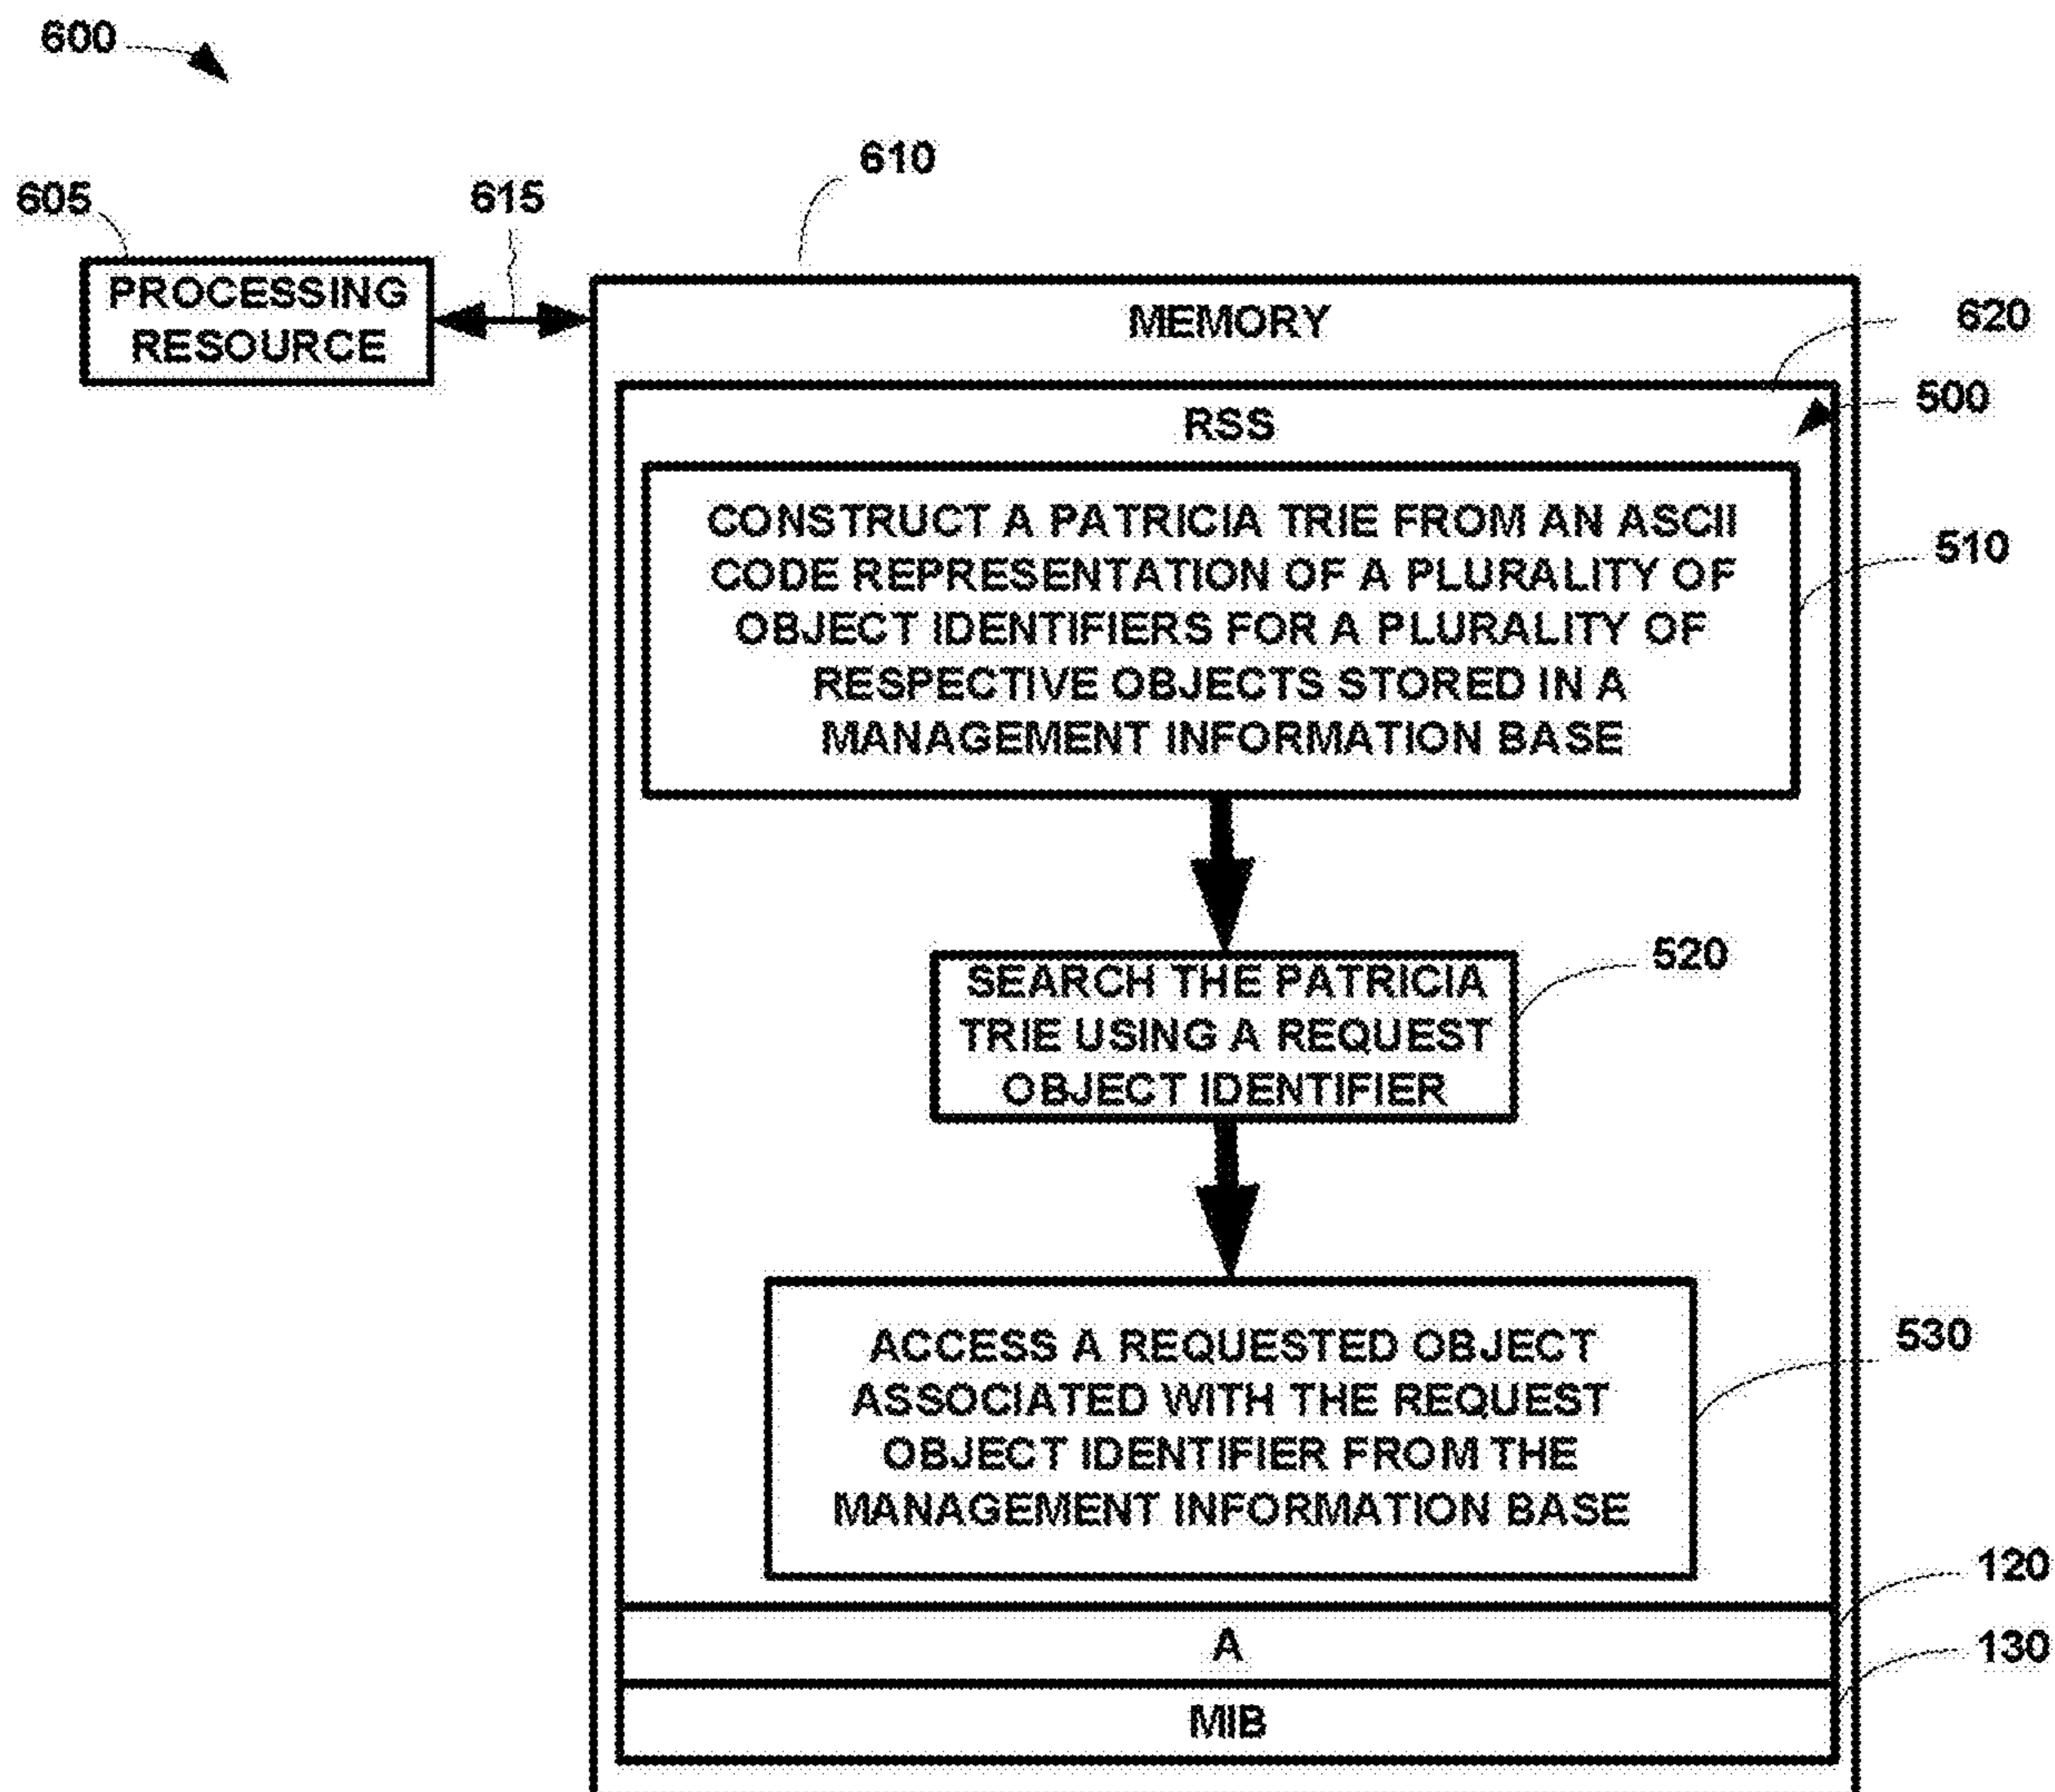 600
610
605
615
PROCESSING
RESOURCE
MEMORY
620
500
RSS
CONSTRUCT A PATRICIA TRIE FROM AN ASCII
CODE REPRESENTATION OF A PLURALITY OF
OBJECT IDENTIFIERS FOR A PLURALITY OF
RESPECTIVE OBJECTS STORED IN A
MANAGEMENT INFORMATION BASE
510
SEARCH THE PATRICIA
TRIE USING A REQUEST
OBJECT IDENTIFIER
520
ACCESS A REQUESTED OBJECT
ASSOCIATED WITH THE REQUEST
OBJECT IDENTIFIER FROM THE
MANAGEMENT INFORMATION BASE
530
120
A
130
MIB